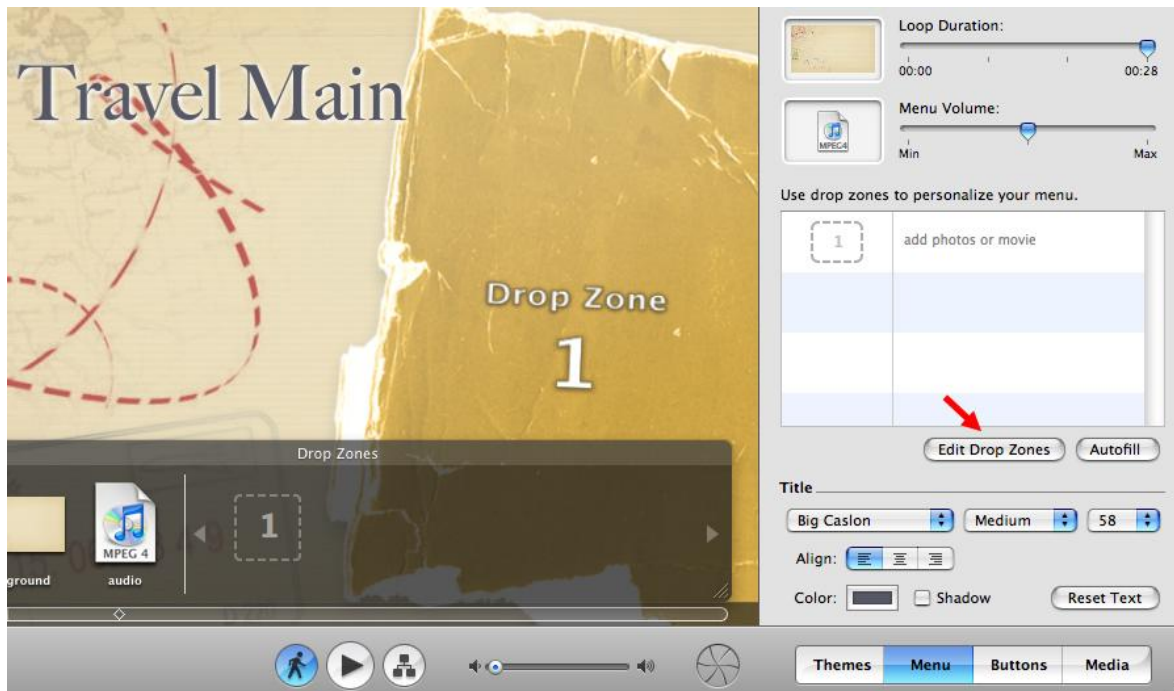 Travel Main
Drop Zone
1
Drop Zones
MPEG 4
1
ground
audio
Loop Duration:
00:00
00:28
Menu Volume:
MPEG4
Min
Max
Use drop zones to personalize your menu.
1
add photos or movie
Edit Drop Zones
Autofill
Title
Big Caslon
Medium
58
Align:
Color:
Shadow
Reset Text
Themes
Menu
Buttons
Media